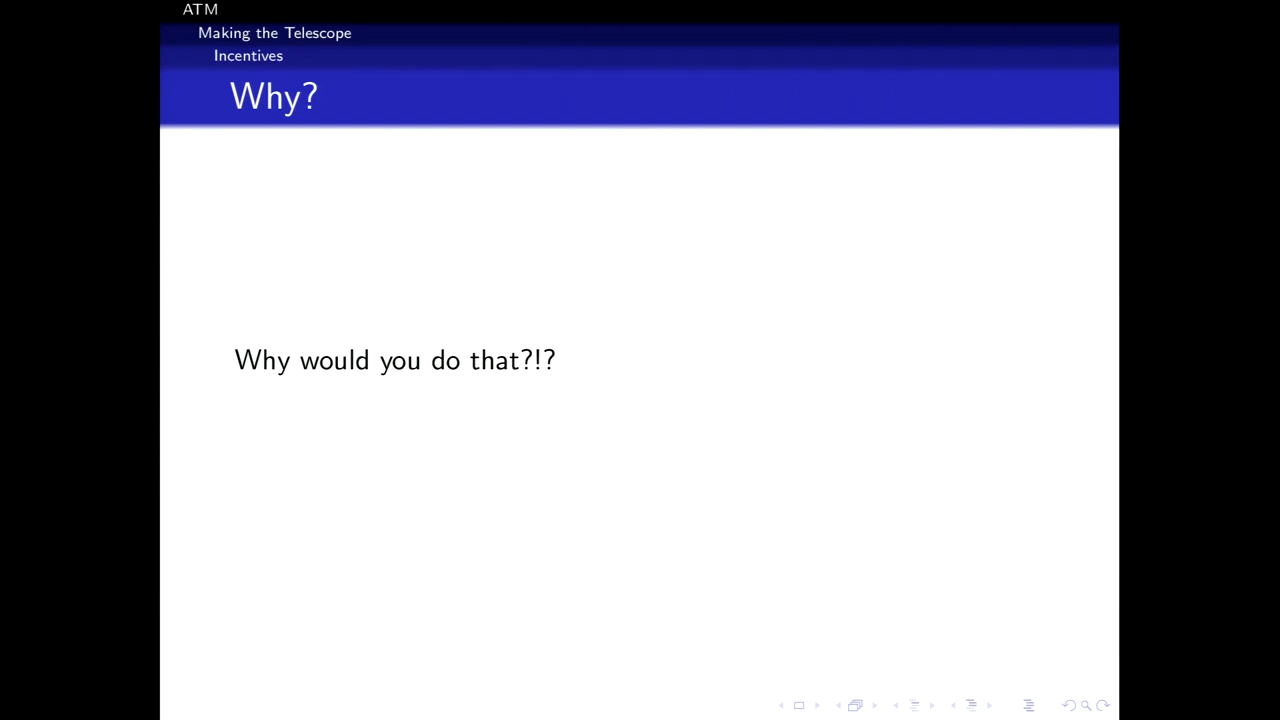 ATM
Making the Telescope
Incentives
Why?
Why would you do that?!?